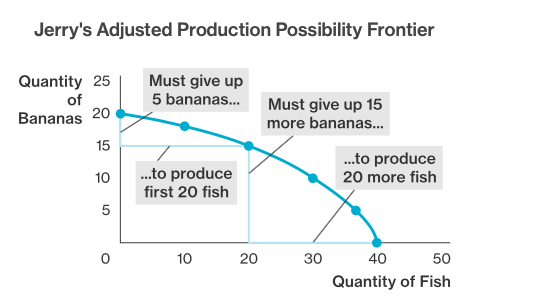 Jerry's Adjusted Production Possibility Frontier
Quantity
of
Bananas
25
20
15
10
5
0
Must give up
5 bananas...
Must give up 15
more bananas...
...to produce
first 20 fish
...to produce
20 more fish
10
20
30
40
50
Quantity of Fish